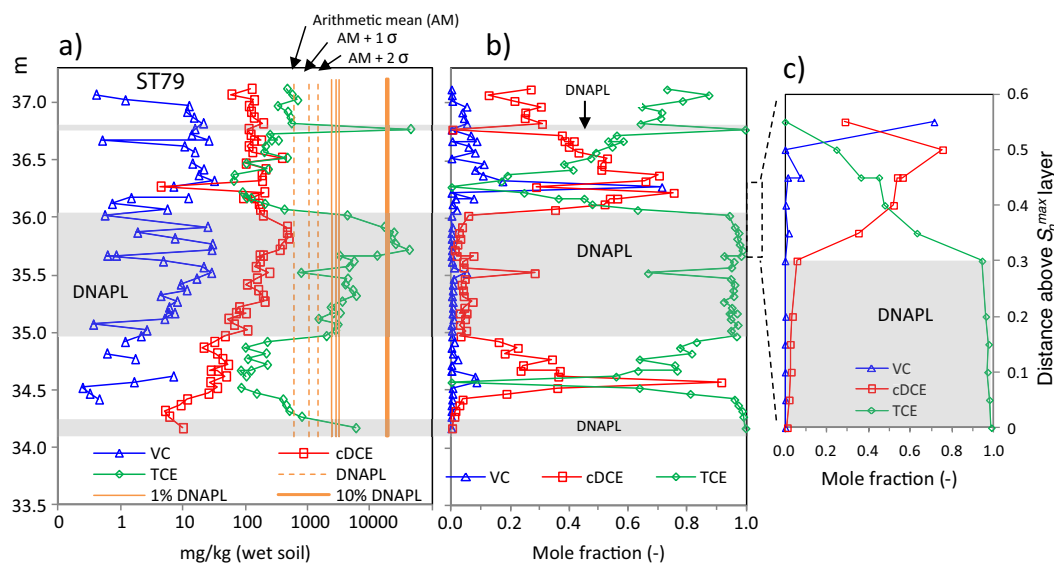 Arithmetic mean (AM)
AM + 1 σ
AM + 2 σ
a)
b)
c)
m
ST79
37.0
36.5
36.0
35.5
35.0
34.5
34.0
33.5
DNAPL
VC
cDCE
TCE
DNAPL
1% DNAPL
10% DNAPL
0 1 10 100 1000 10000
mg/kg (wet soil)
DNAPL
DNAPL
DNAPL
VC cDCE TCE
0.0 0.2 0.4 0.6 0.8 1.0
Mole fraction (-)
0.6
0.5
0.4
0.3
0.2
0.1
0
DNAPL
VC
cDCE
TCE
0.0 0.2 0.4 0.6 0.8 1.0
Mole fraction (-)
Distance above Sₙᵐᵃˣ layer